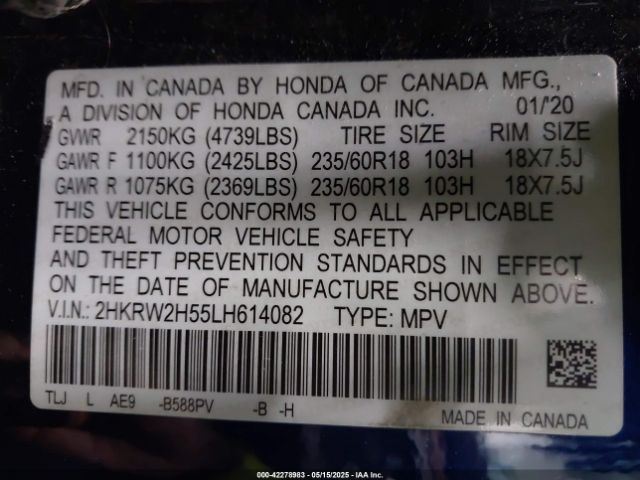 MFD. IN CANADA BY HONDA OF CANADA MFG.,
A DIVISION OF HONDA CANADA INC. 01/'20
GVWR 2150KG (4739LBS) TIRE SIZE RIM SIZE
GAWR F 1100KG (2425LBS) 235/60R18 103H 18X7.5J
GAWR R 1075KG (2369LBS) 235/60R18 103H 18X7.5J
THIS VEHICLE CONFORMS TO ALL APPLICABLE
FEDERAL MOTOR VEHICLE SAFETY
AND THEFT PREVENTION STANDARDS IN EFFECT
ON THE DATE OF MANUFACTURE SHOWN ABOVE.
V.I.N.: 2HKRW2H55LH614082 TYPE: MPV
TLJ L AE9 -B588PV -B -H
MADE IN CANADA
000-42278983 - 05/15/2025 - IAA Inc.